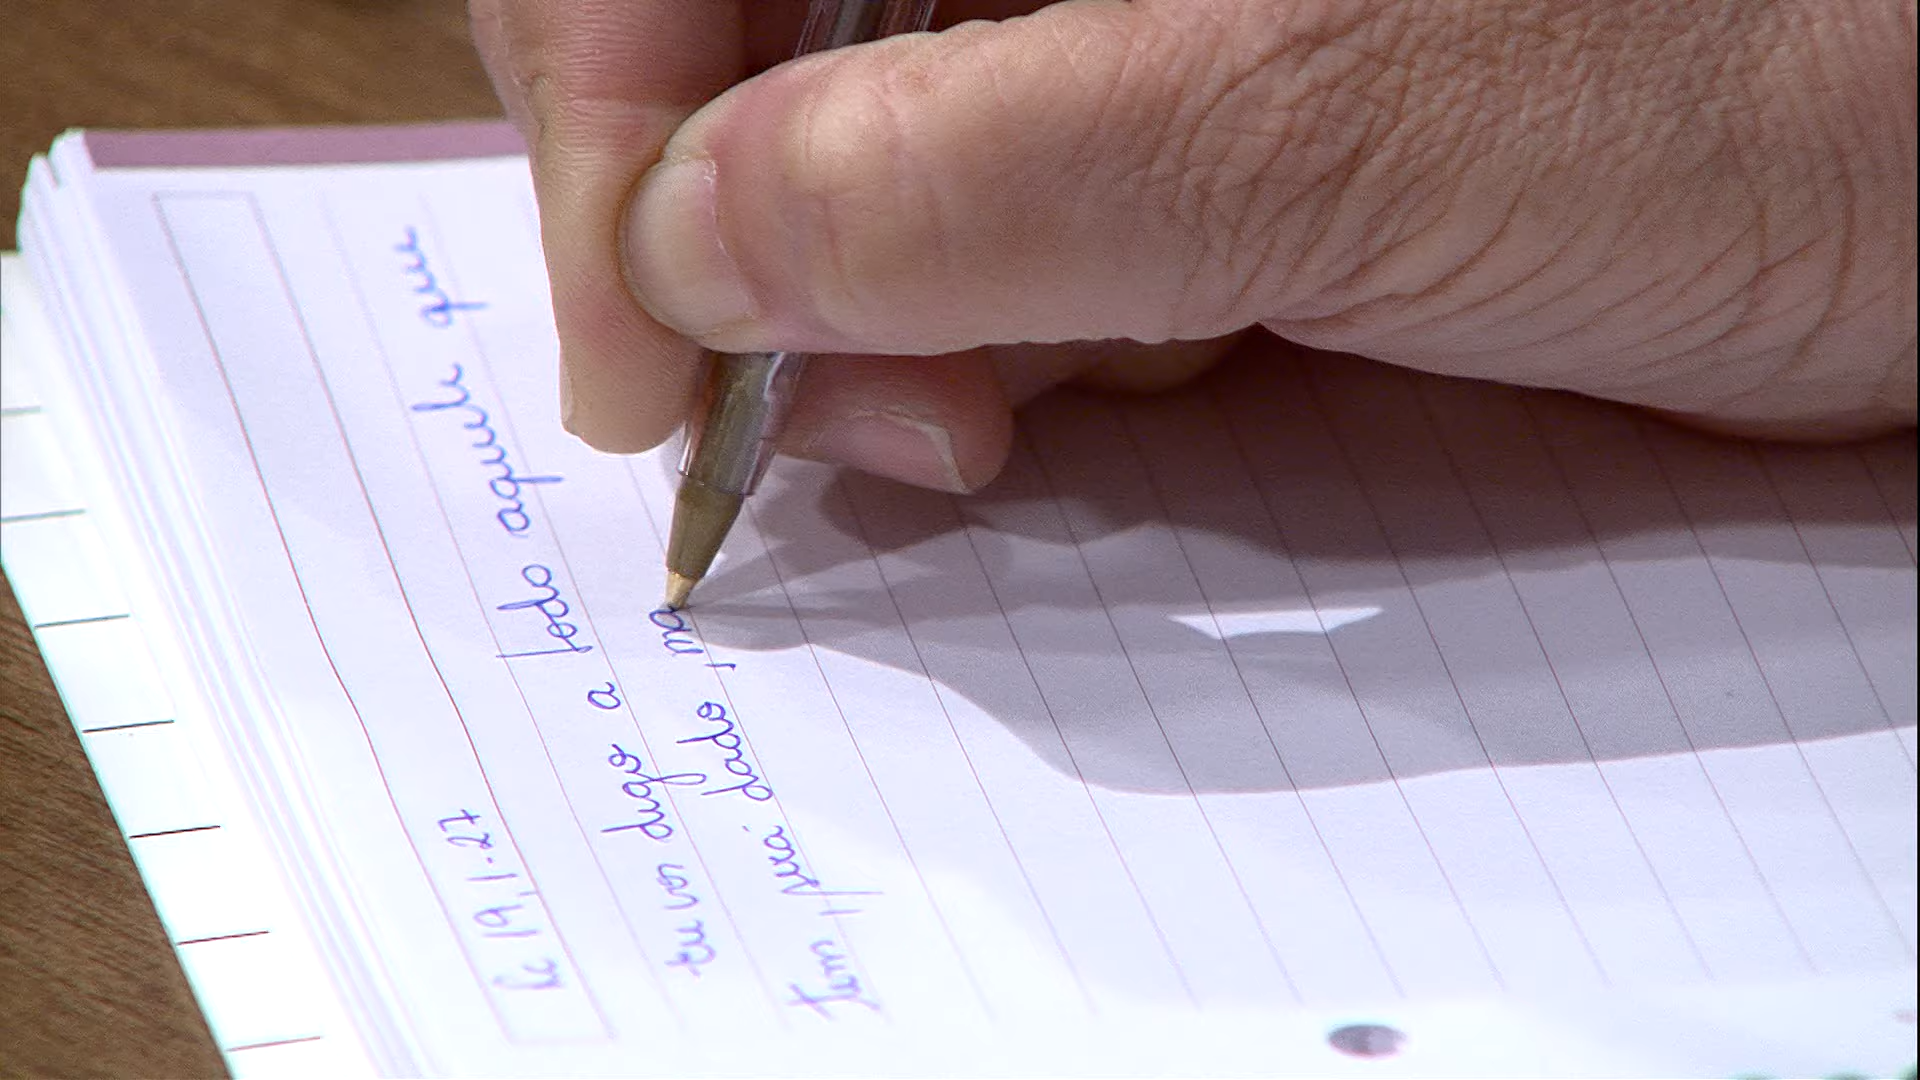 Lc 19,1-27
Eu vos digo a todo aquele que
tem , será dado , ma